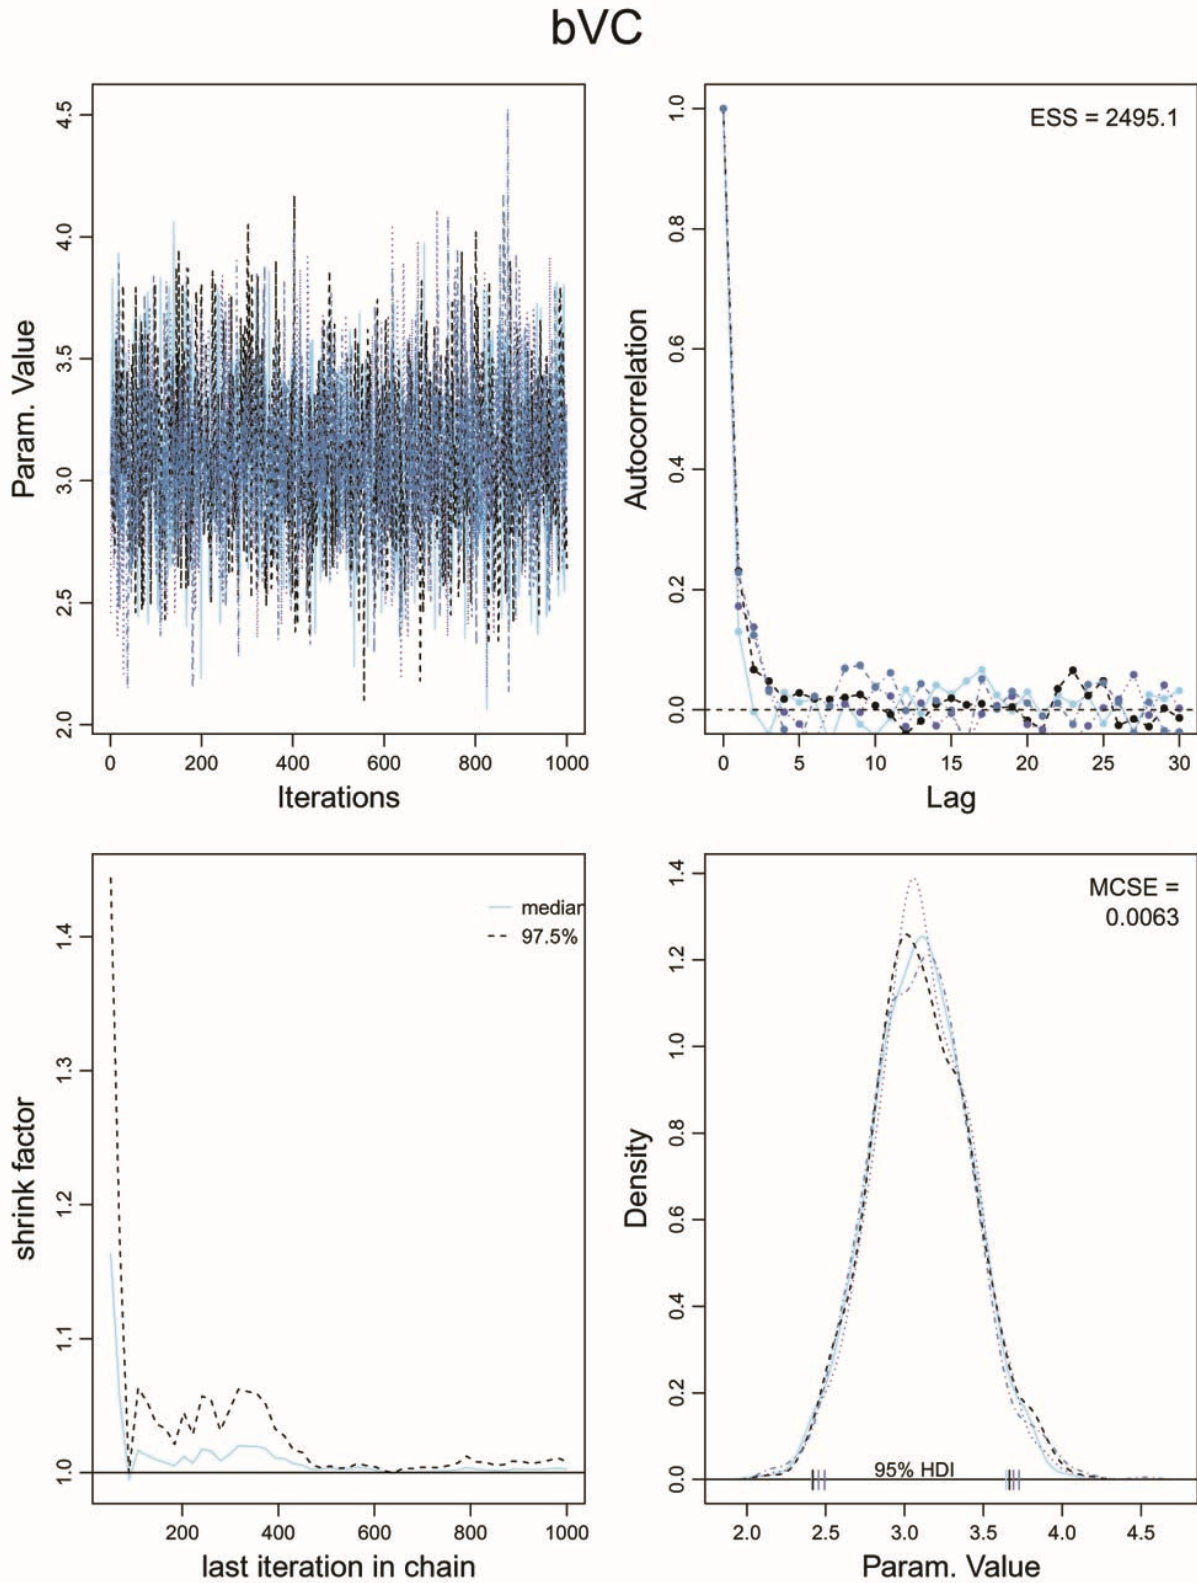 bVC
4.5
4.0
3.5
3.0
2.5
2.0
Param. Value
0 200 400 600 800 1000
Iterations
1.0
0.8
0.6
0.4
0.2
0.0
Autocorrelation
ESS = 2495.1
0 5 10 15 20 25 30
Lag
1.4
1.3
1.2
1.1
1.0
shrink factor
median
97.5%
200 400 600 800 1000
last iteration in chain
1.4
1.2
1.0
0.8
0.6
0.4
0.2
0.0
Density
MCSE =
0.0063
95% HDI
2.0 2.5 3.0 3.5 4.0 4.5
Param. Value